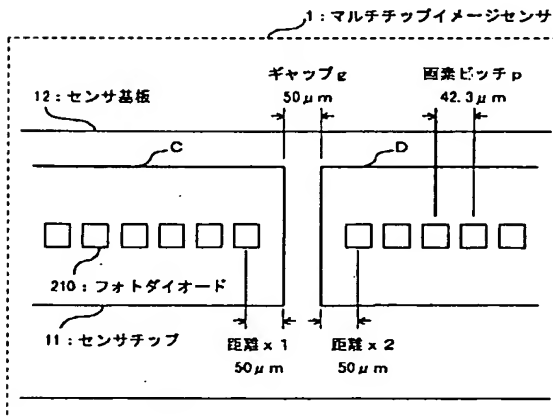 1：マルチチップイメージセンサ
ギャップg
50μm
画素ピッチp
42.3μm
12：センサ基板
C
D
210：フォトダイオード
11：センサチップ
距離x1
50μm
距離x2
50μm